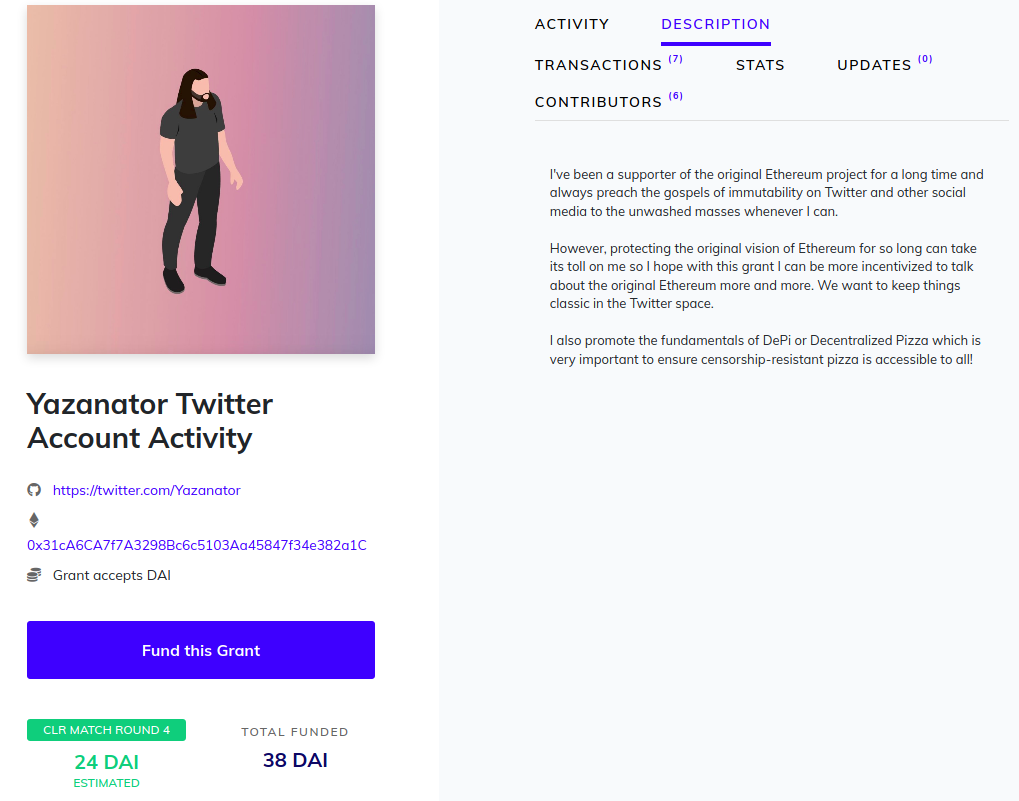 Yazanator Twitter
Account Activity
https://twitter.com/Yazanator
0x31cA6CA7f7A3298Bc6c5103Aa45847f34e382a1C
Grant accepts DAI
Fund this Grant
CLR MATCH ROUND 4
24 DAI
ESTIMATED
TOTAL FUNDED
38 DAI
ACTIVITY DESCRIPTION
TRANSACTIONS (7) STATS UPDATES (0)
CONTRIBUTORS (6)
I've been a supporter of the original Ethereum project for a long time and
always preach the gospels of immutability on Twitter and other social
media to the unwashed masses whenever I can.
However, protecting the original vision of Ethereum for so long can take
its toll on me so I hope with this grant I can be more incentivized to talk
about the original Ethereum more and more. We want to keep things
classic in the Twitter space.
I also promote the fundamentals of DePi or Decentralized Pizza which is
very important to ensure censorship-resistant pizza is accessible to all!